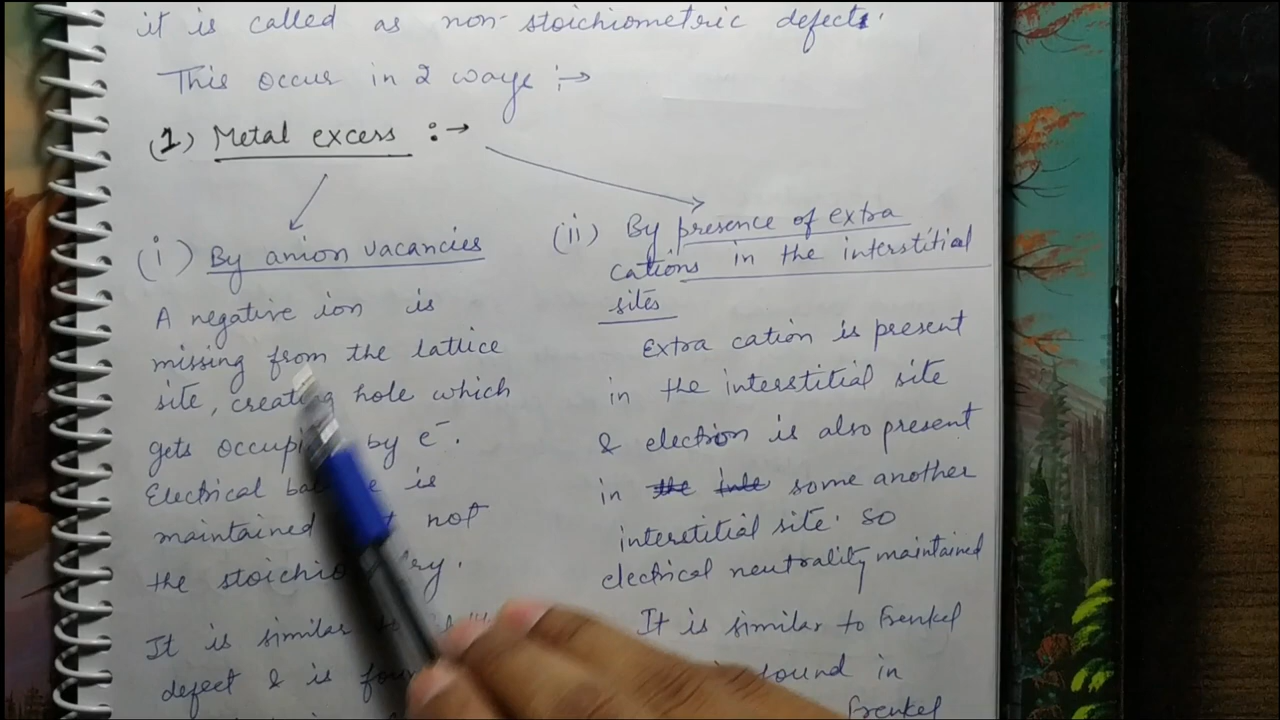 it is called as non-stoichiometric defect.
This occur in 2 ways :→
(1) Metal excess :→
(i) By anion vacancies
A negative ion is
missing from the lattice
site, creating hole which
gets occupi by e⁻.
Electrical is
maintained not
the stoichio ry.
It is similar
defect & is
(ii) By presence of extra
cations in the interstitial
sites
Extra cation is present
in the interstitial site
& electron is also present
in the some another
interstitial site. So
electrical neutrality maintained
It is similar to Frenkel
found in
Frenkel